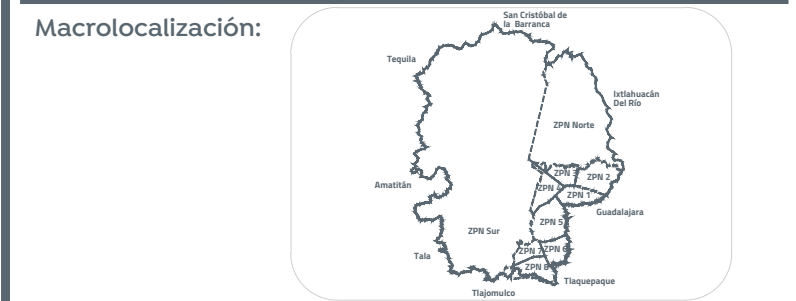 Macrolocalización:
San Cristóbal de
la Barranca
Tequila
Ixtlahuacán
Del Río
ZPN Norte
ZPN 3
ZPN 2
Amatitán
ZPN 4
ZPN 1
Guadalajara
ZPN 5
ZPN Sur
ZPN 7
ZPN 6
Tala
ZPN 8
Tlaquepaque
Tlajomulco